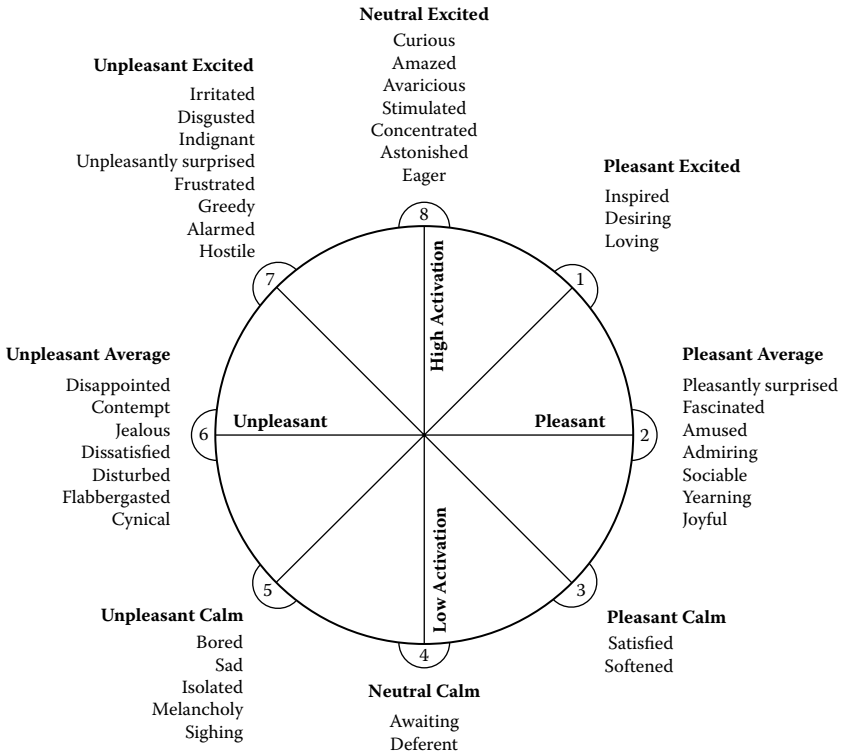 Neutral Excited
Curious
Amazed
Avaricious
Stimulated
Concentrated
Astonished
Eager
8
Unpleasant Excited
Irritated
Disgusted
Indignant
Unpleasantly surprised
Frustrated
Greedy
Alarmed
Hostile
7
Pleasant Excited
Inspired
Desiring
Loving
1
High Activation
Unpleasant Average
Disappointed
Contempt
Jealous
Dissatisfied
Disturbed
Flabbergasted
Cynical
6
Unpleasant
Pleasant
2
Pleasant Average
Pleasantly surprised
Fascinated
Amused
Admiring
Sociable
Yearning
Joyful
Low Activation
5
Unpleasant Calm
Bored
Sad
Isolated
Melancholy
Sighing
4
Neutral Calm
Awaiting
Deferent
3
Pleasant Calm
Satisfied
Softened